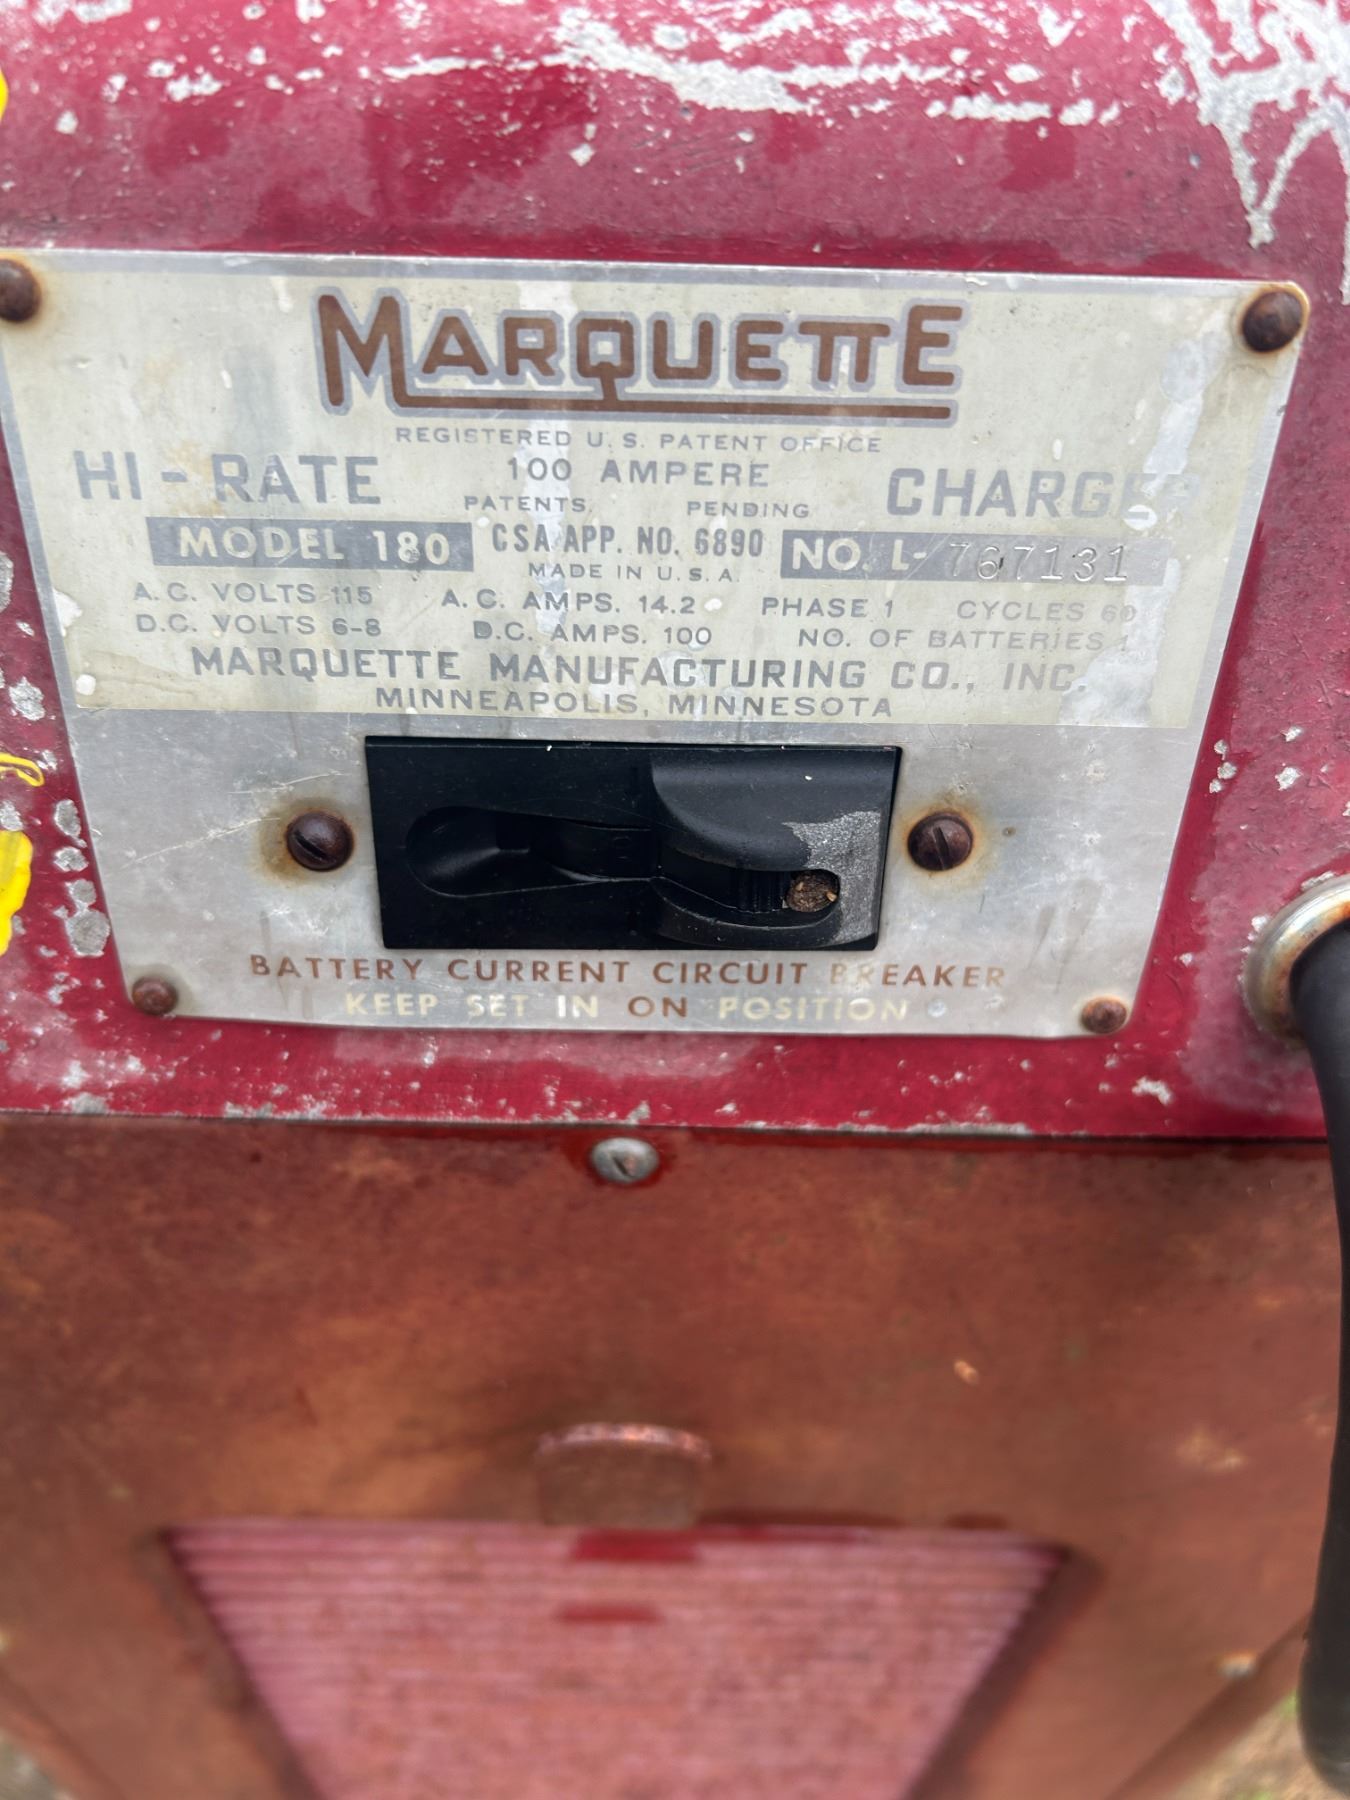 MARQUETTE
REGISTERED U. S. PATENT OFFICE
HI-RATE 100 AMPERE CHARGER
PATENTS PENDING
MODEL 180 CSA APP. NO. 6890 NO. L- 767131
MADE IN U. S. A.
A.C. VOLTS 115 A.C. AMPS. 14.2 PHASE 1 CYCLES 60
D.C. VOLTS 6-8 D.C. AMPS. 100 NO. OF BATTERIES 1
MARQUETTE MANUFACTURING CO., INC.
MINNEAPOLIS, MINNESOTA
BATTERY CURRENT CIRCUIT BREAKER
KEEP SET IN ON POSITION